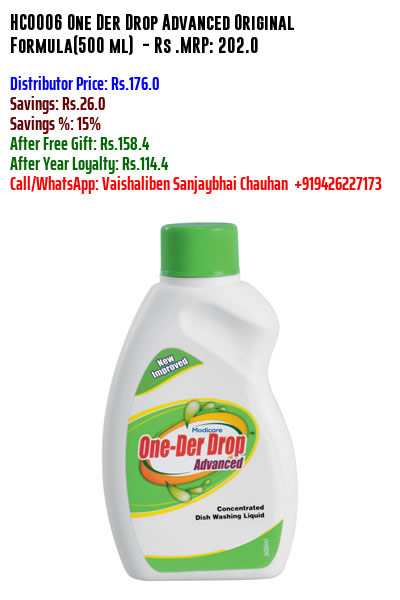 HC0006 One Der Drop Advanced Original
Formula(500 ml) - Rs .MRP: 202.0
Distributor Price: Rs.176.0
Savings: Rs.26.0
Savings %: 15%
After Free Gift: Rs.158.4
After Year Loyalty: Rs.114.4
Call/WhatsApp: Vaishaliben Sanjaybhai Chauhan +919426227173
New
Improved
Modicare
One-Der Drop
Advanced
Concentrated
Dish Washing Liquid
500ml